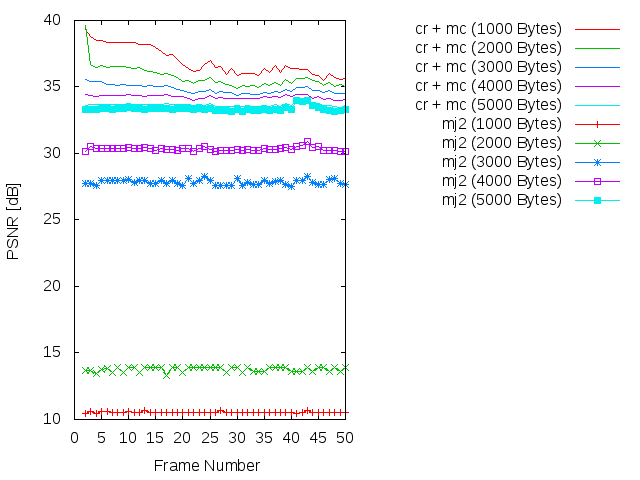 40
35
30
25
20
15
10
PSNR [dB]
0 5 10 15 20 25 30 35 40 45 50
Frame Number
cr + mc (1000 Bytes)
cr + mc (2000 Bytes)
cr + mc (3000 Bytes)
cr + mc (4000 Bytes)
cr + mc (5000 Bytes)
mj2 (1000 Bytes)
mj2 (2000 Bytes)
mj2 (3000 Bytes)
mj2 (4000 Bytes)
mj2 (5000 Bytes)